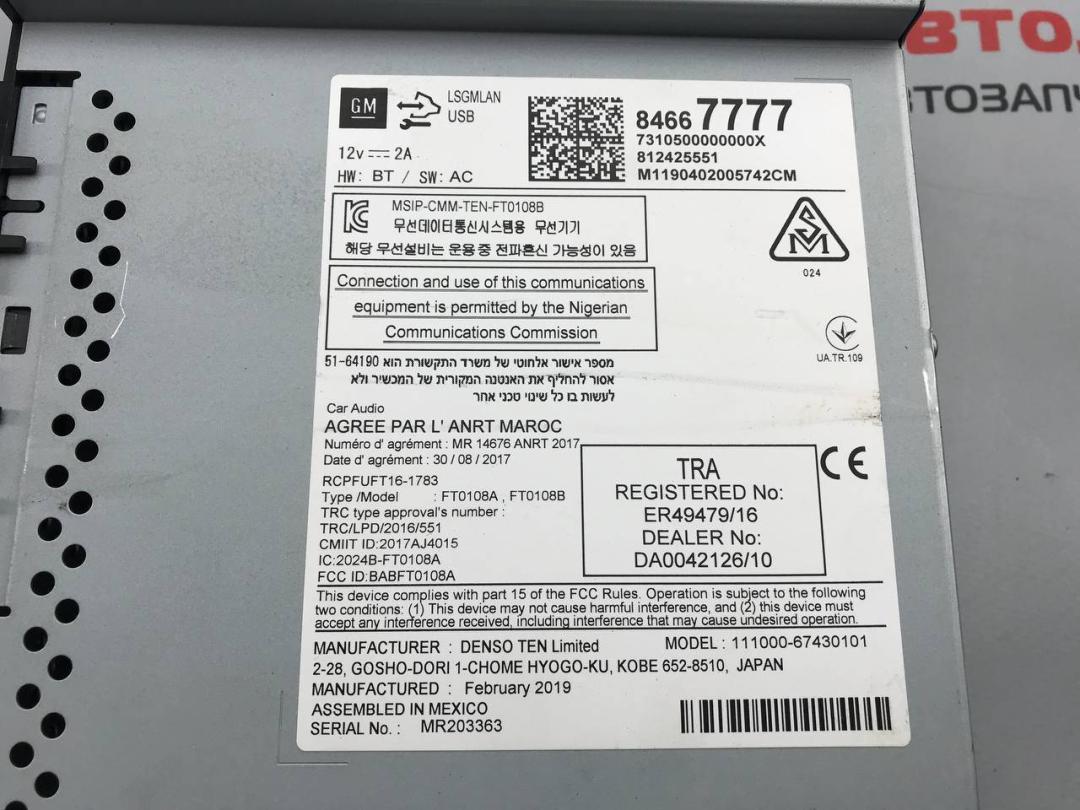 ВТО.
ТОЗАПЧ
GM
LSGMLAN
USB
84667777
7310500000000X
812425551
M1190402005742CM
12v 2A
HW: BT / SW: AC
MSIP-CMM-TEN-FT0108B
무선데이터통신시스템용 무선기기
해당 무선설비는 운용 중 전파혼신 가능성이 있음
SM
024
Connection and use of this communications
equipment is permitted by the Nigerian
Communications Commission
UA.TR.109
מספר אישור אלחוטי של משרד התקשורת הוא 51-64190
אסור להחליף את האנטנה המקורית של המכשיר ולא
לעשות בו כל שינוי טכני אחר
Car Audio
AGREE PAR L' ANRT MAROC
Numéro d' agrément : MR 14676 ANRT 2017
Date d' agrément : 30 / 08 / 2017
RCPFUFT16-1783
Type /Model : FT0108A , FT0108B
TRC type approval's number :
TRC/LPD/2016/551
CMIIT ID:2017AJ4015
IC:2024B-FT0108A
FCC ID:BABFT0108A
TRA
REGISTERED No:
ER49479/16
DEALER No:
DA0042126/10
CE
This device complies with part 15 of the FCC Rules. Operation is subject to the following
two conditions: (1) This device may not cause harmful interference, and (2) this device must
accept any interference received, including interference that may cause undesired operation.
MANUFACTURER : DENSO TEN Limited MODEL : 111000-67430101
2-28, GOSHO-DORI 1-CHOME HYOGO-KU, KOBE 652-8510, JAPAN
MANUFACTURED : February 2019
ASSEMBLED IN MEXICO
SERIAL No. : MR203363